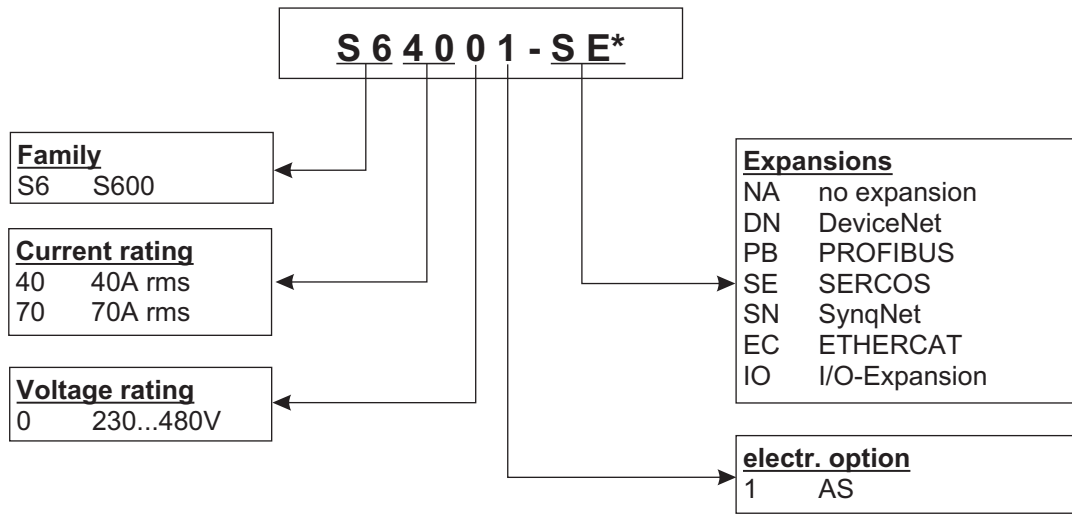 S 6 4 0 0 1 - S E*
Family
S6 S600
Current rating
40 40A rms
70 70A rms
Voltage rating
0 230...480V
Expansions
NA no expansion
DN DeviceNet
PB PROFIBUS
SE SERCOS
SN SynqNet
EC ETHERCAT
IO I/O-Expansion
electr. option
1 AS